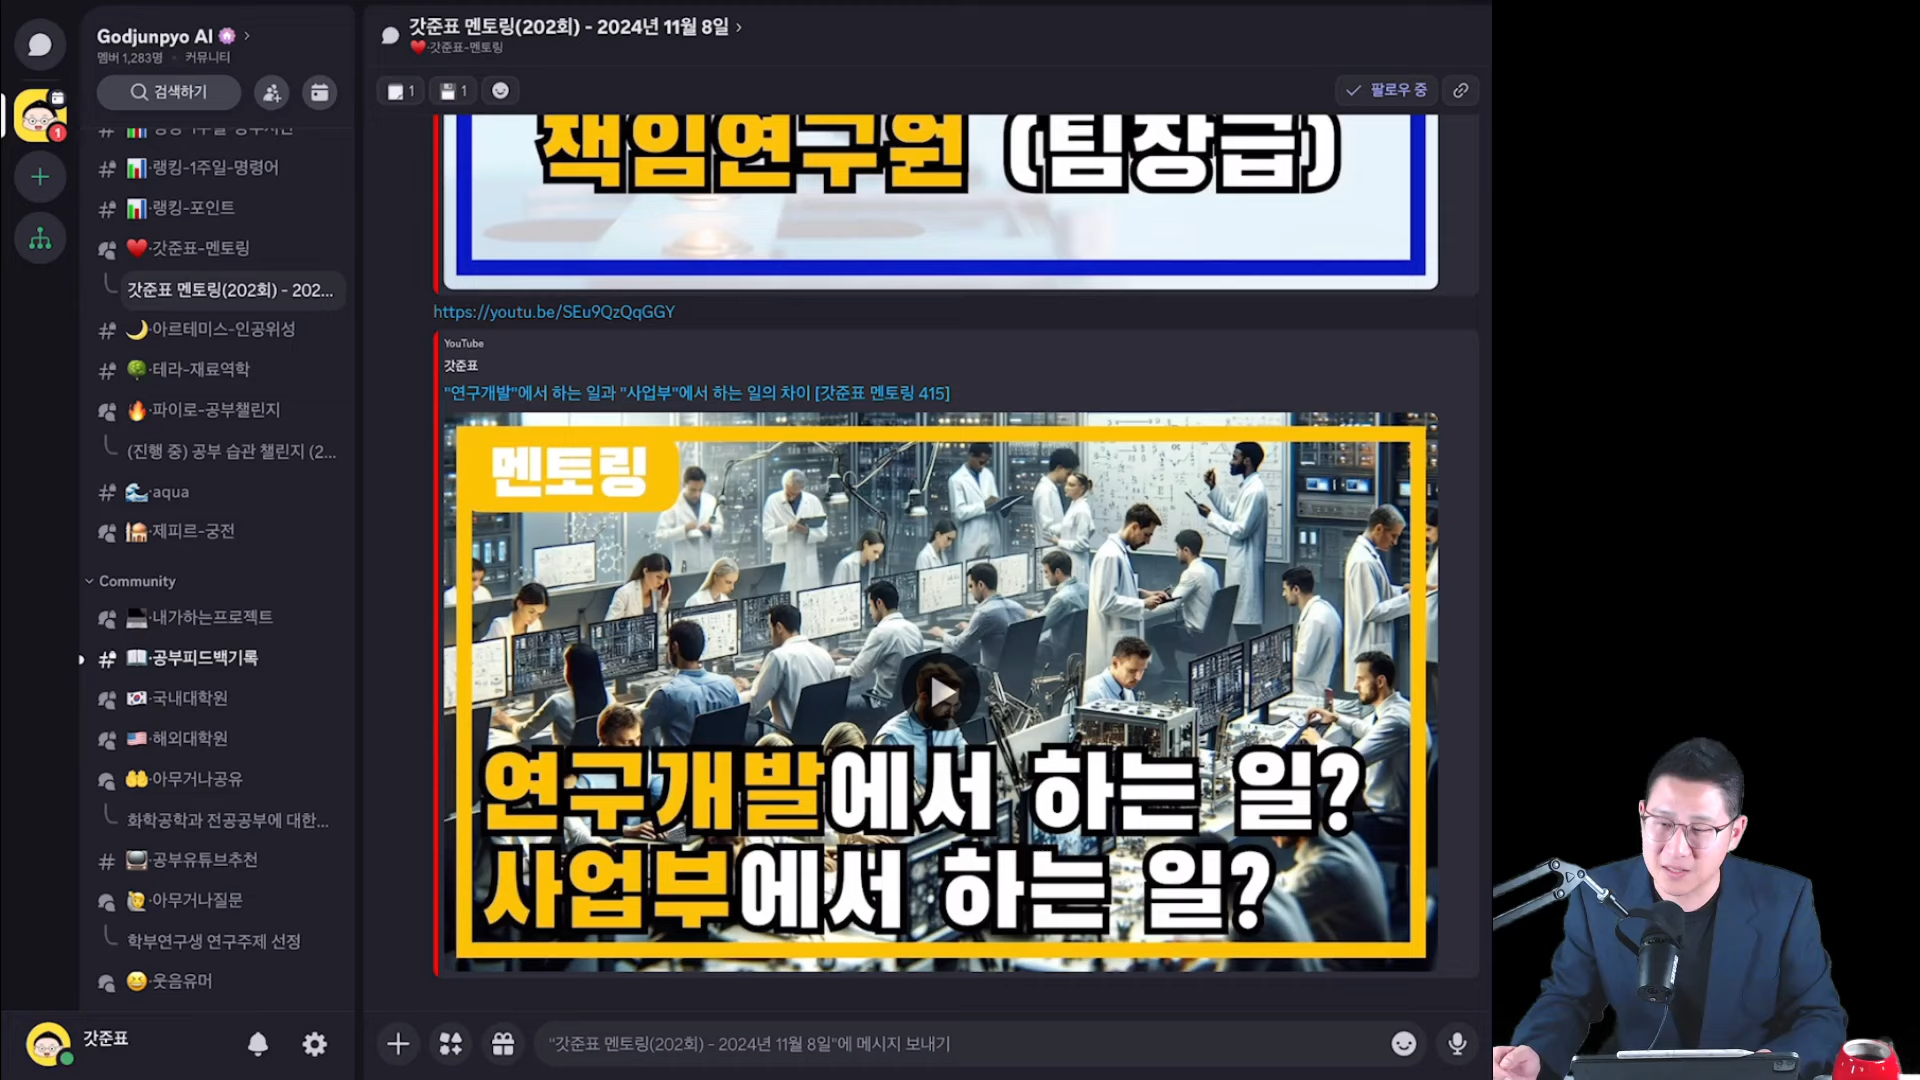 Godjunpyo AI
멤버 1,283명 · 커뮤니티
검색하기
1
랭킹-1주일-명령어
랭킹-포인트
갓준표-멘토링
갓준표 멘토링(202회) - 202...
아르테미스-인공위성
테라-재료역학
파이로-공부챌린지
(진행 중) 공부 습관 챌린지 (2...
aqua
제피르-궁전
Community
내가하는프로젝트
공부피드백기록
국내대학원
해외대학원
아무거나공유
화학공학과 전공공부에 대한...
공부유튜브추천
아무거나질문
학부연구생 연구주제 선정
웃음유머
갓준표
갓준표 멘토링(202회) - 2024년 11월 8일
갓준표-멘토링
1
1
팔로우 중
책임연구원 (팀장급)
https://youtu.be/SEu9QzQqGGY
YouTube
갓준표
"연구개발"에서 하는 일과 "사업부"에서 하는 일의 차이 [갓준표 멘토링 415]
멘토링
연구개발에서 하는 일?
사업부에서 하는 일?
"갓준표 멘토링(202회) - 2024년 11월 8일"에 메시지 보내기